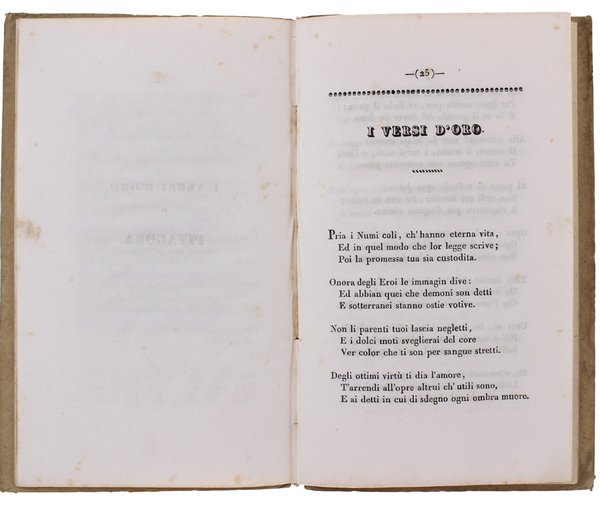 —(25)—
I VERSI D'ORO.
Pria i Numi coli, ch'hanno eterna vita,
Ed in quel modo che lor legge scrive;
Poi la promessa tua sia custodita.
Onora degli Eroi le immagin dive:
Ed abbian quei che demoni son detti
E sotterranei stanno ostie votive.
Non li parenti tuoi lascia negletti,
E i dolci moti sveglierai del core
Ver color che ti son per sangue stretti.
Degli ottimi virtù ti dia l'amore,
T'arrendi all'opre altrui ch'utili sono,
E ai detti in cui di sdegno ogni ombra muore.